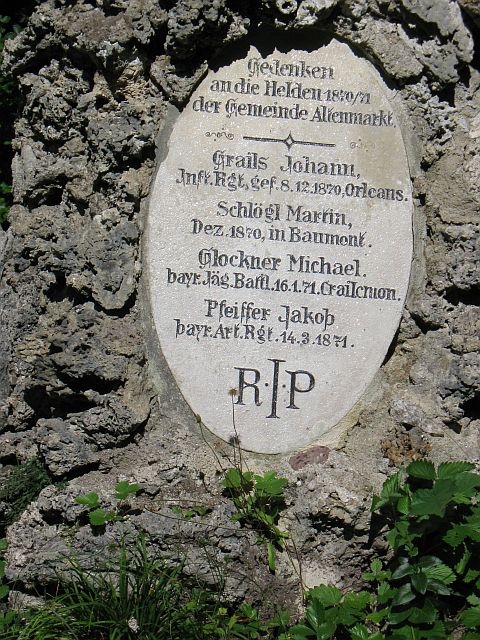 Gedenken
an die Helden 1870/71
der Gemeinde Altenmarkt.
Grails Johann,
Inft. Rgt. gef. 8.12.1870, Orleans.
Schlögl Martin,
Dez. 1870, in Baumont.
Glockner Michael.
bayr. Jäg. Batl. 16.1.71. Crailcmon.
Pfeiffer Jakob
bayr. Art. Rgt. 14.3.1871.
R.I.P